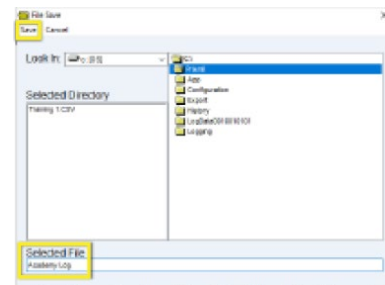 File Save
Save Cancel
Look In:
Selected Directory
Training 1.CSV
App
Configuration
Export
History
Logging
Selected File
Academy Log